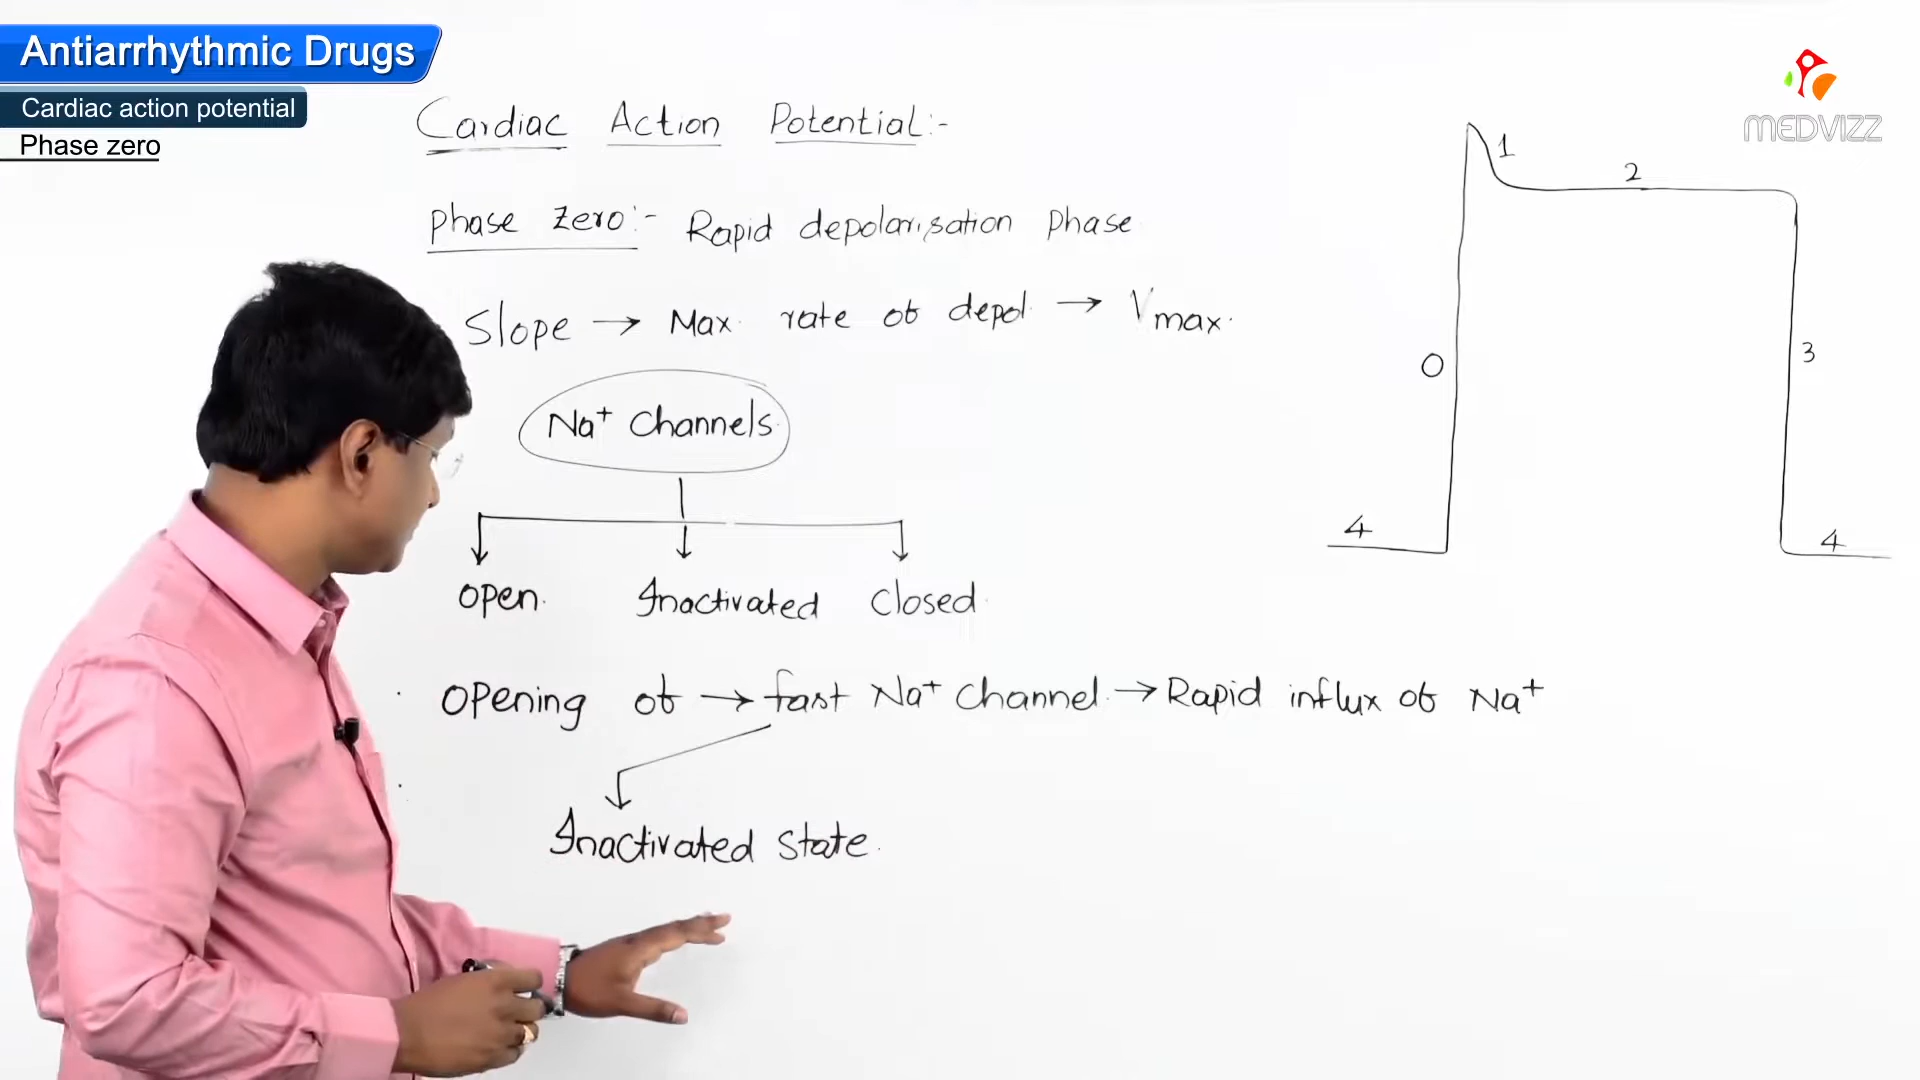 Antiarrhythmic Drugs
Cardiac action potential
Phase zero
MEDVIZZ
Cardiac Action Potential:-
Phase Zero:- Rapid depolarisation Phase
Slope → Max. rate of depol. → Vmax.
Na+ Channels
Open. Inactivated Closed.
Opening of → fast Na+ Channel. → Rapid influx of Na+
Inactivated State.
1
2
0
3
4
4